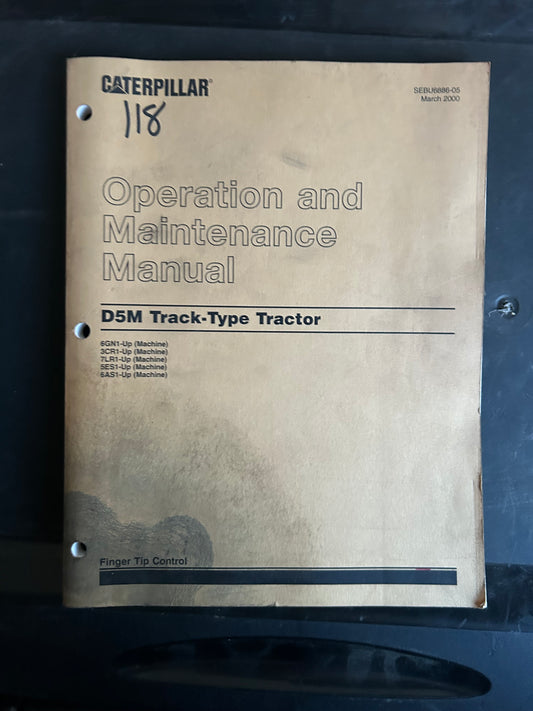 CATERPILLAR®
SEBU6886-05
March 2000
118
Operation and
Maintenance
Manual
D5M Track-Type Tractor
6GN1-Up (Machine)
3CR1-Up (Machine)
7LR1-Up (Machine)
5ES1-Up (Machine)
6AS1-Up (Machine)
Finger Tip Control